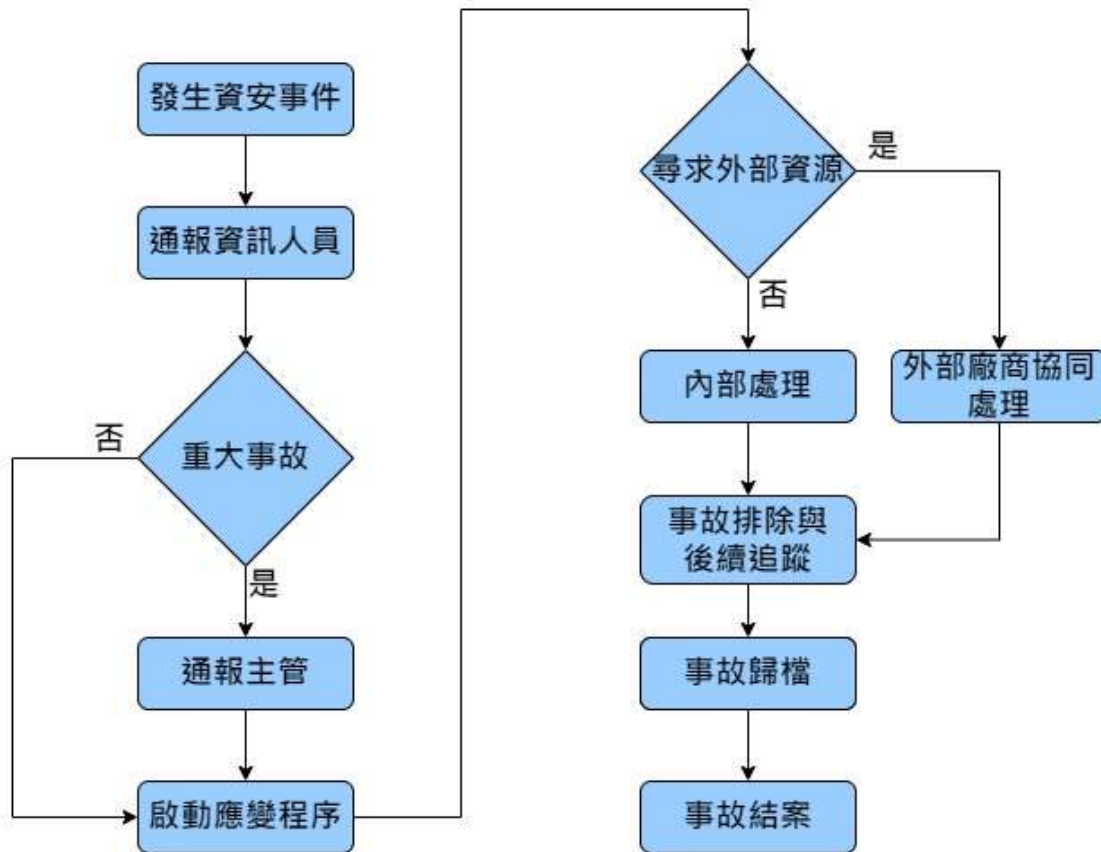 發生資安事件
通報資訊人員
重大事故
否
是
通報主管
啟動應變程序
尋求外部資源
是
否
內部處理
外部廠商協同
處理
事故排除與
後續追蹤
事故歸檔
事故結案